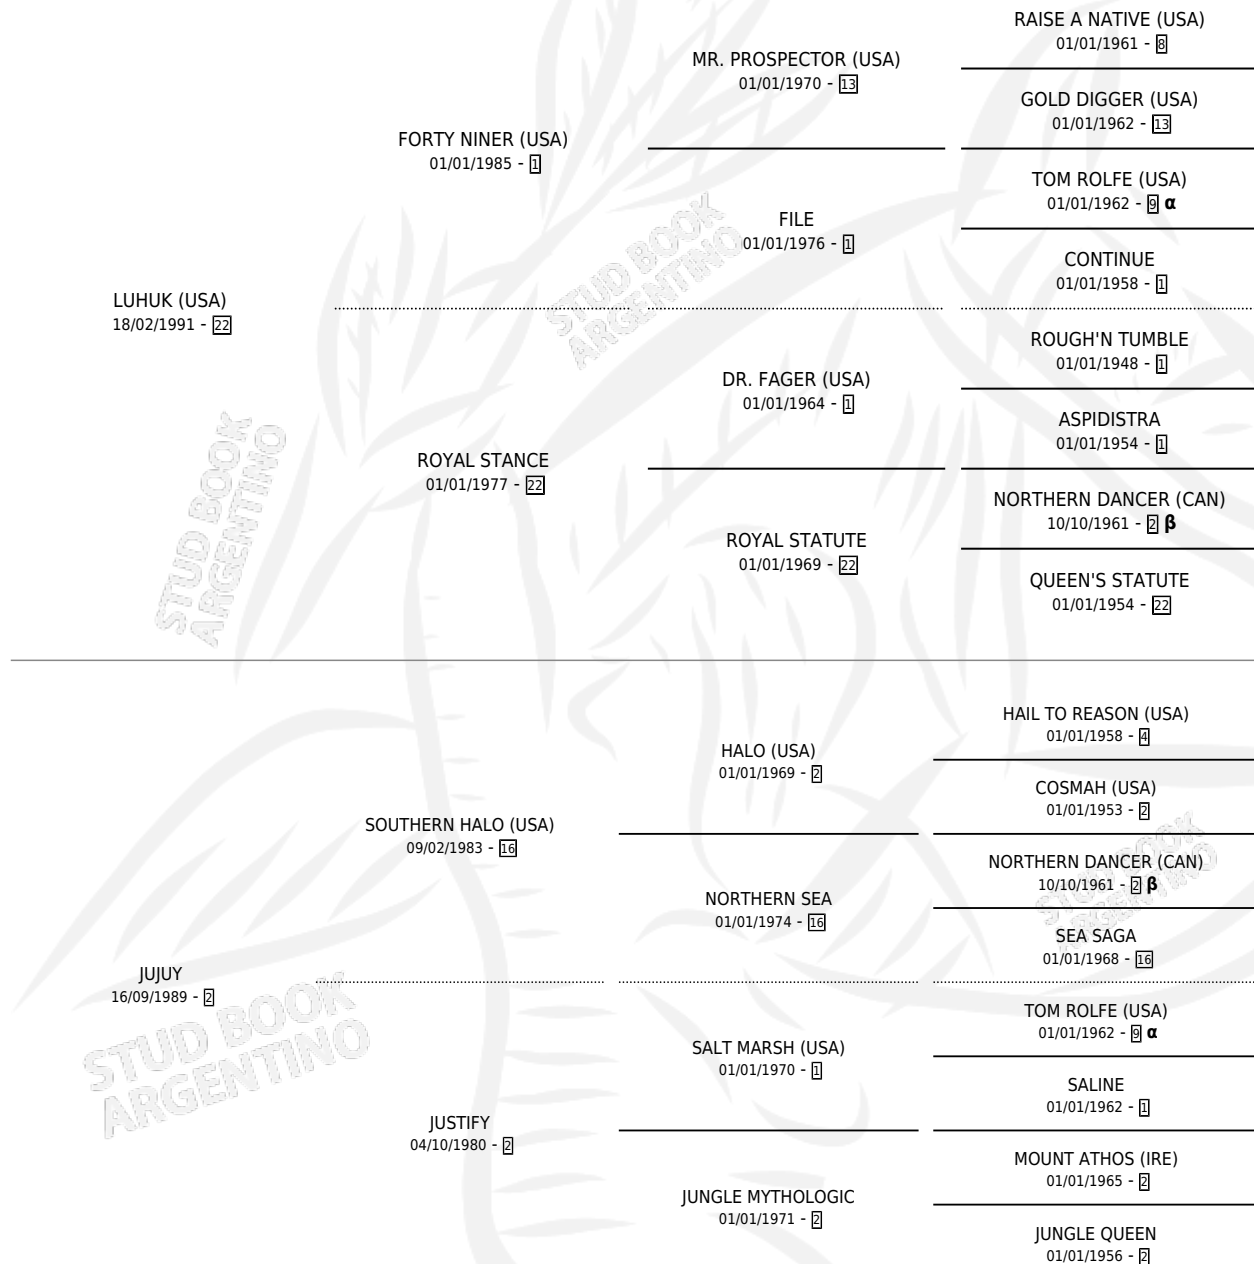 RAISE A NATIVE (USA)
01/01/1961 - 8
MR. PROSPECTOR (USA)
01/01/1970 - 13
GOLD DIGGER (USA)
01/01/1962 - 13
FORTY NINER (USA)
01/01/1985 - 1
TOM ROLFE (USA)
01/01/1962 - 9 α
FILE
01/01/1976 - 1
CONTINUE
01/01/1958 - 1
LUHUK (USA)
18/02/1991 - 22
ROUGH'N TUMBLE
01/01/1948 - 1
DR. FAGER (USA)
01/01/1964 - 1
ASPIDISTRA
01/01/1954 - 1
ROYAL STANCE
01/01/1977 - 22
NORTHERN DANCER (CAN)
10/10/1961 - 2 β
ROYAL STATUTE
01/01/1969 - 22
QUEEN'S STATUTE
01/01/1954 - 22
HAIL TO REASON (USA)
01/01/1958 - 4
HALO (USA)
01/01/1969 - 2
COSMAH (USA)
01/01/1953 - 2
SOUTHERN HALO (USA)
09/02/1983 - 16
NORTHERN DANCER (CAN)
10/10/1961 - 2 β
NORTHERN SEA
01/01/1974 - 16
SEA SAGA
01/01/1968 - 16
JUJUY
16/09/1989 - 2
TOM ROLFE (USA)
01/01/1962 - 9 α
SALT MARSH (USA)
01/01/1970 - 1
SALINE
01/01/1962 - 1
JUSTIFY
04/10/1980 - 2
MOUNT ATHOS (IRE)
01/01/1965 - 2
JUNGLE MYTHOLOGIC
01/01/1971 - 2
JUNGLE QUEEN
01/01/1956 - 2
STUD BOOK
ARGENTINO
STUD BOOK
ARGENTINO
STUD BOOK
ARGENTINO
STUD BOOK
ARGENTINO